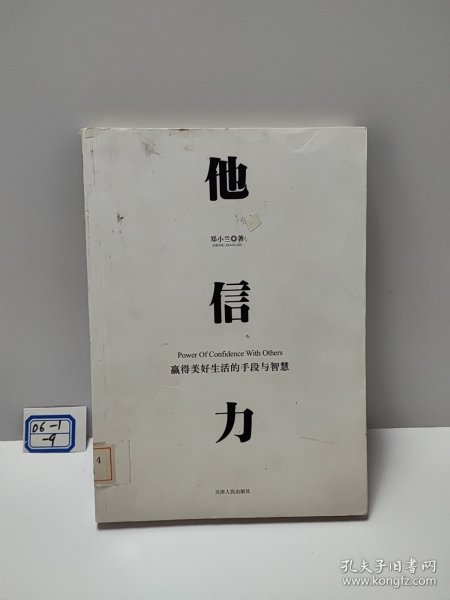 他
郑小兰◎著
ZHENG XIAOLAN
信
Power Of Confidence With Others
赢得美好生活的手段与智慧
力
天津人民出版社
06-1
-9
4
孔夫子旧书网
www.kongfz.com